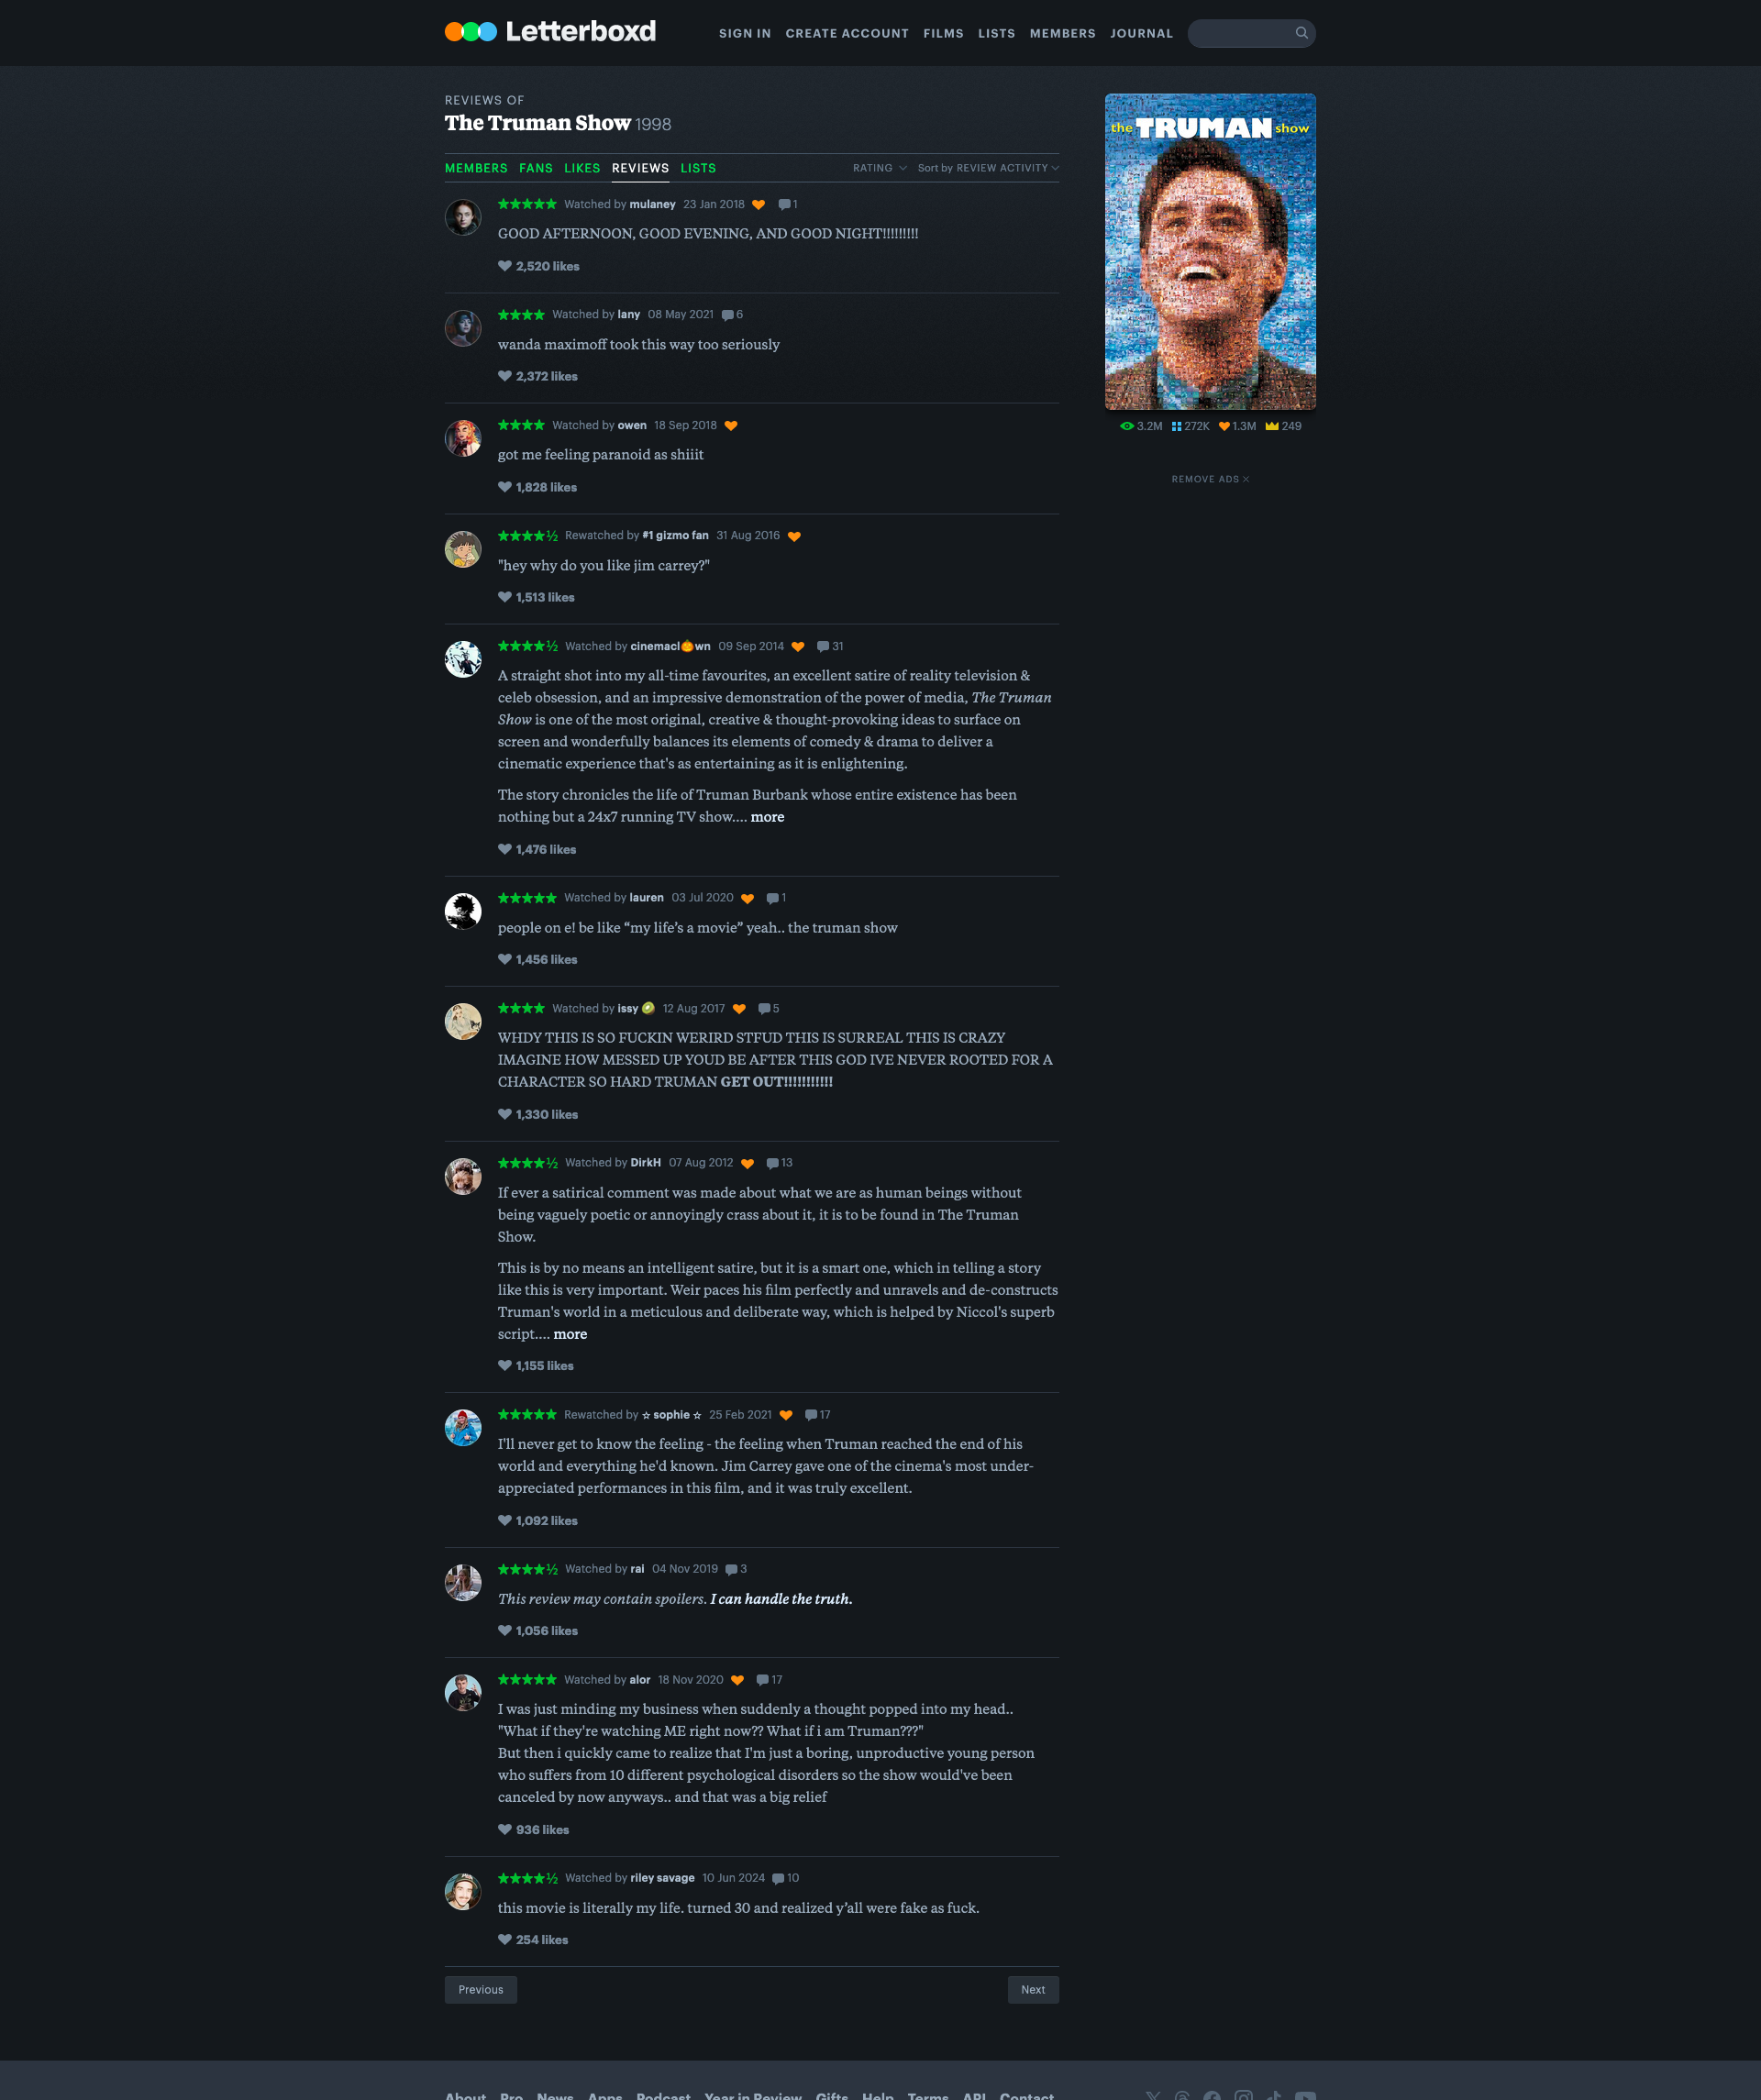 Letterboxd
SIGN IN CREATE ACCOUNT FILMS LISTS MEMBERS JOURNAL
REVIEWS OF
The Truman Show 1998
MEMBERS FANS LIKES REVIEWS LISTS
RATING Sort by REVIEW ACTIVITY
★★★★★ Watched by mulaney 23 Jan 2018 1
GOOD AFTERNOON, GOOD EVENING, AND GOOD NIGHT!!!!!!!!!
2,520 likes
★★★★ Watched by lany 08 May 2021 6
wanda maximoff took this way too seriously
2,372 likes
★★★★ Watched by owen 18 Sep 2018
got me feeling paranoid as shiiit
1,828 likes
★★★★½ Rewatched by #1 gizmo fan 31 Aug 2016
"hey why do you like jim carrey?"
1,513 likes
★★★★½ Watched by cinemacl🎃wn 09 Sep 2014 31
A straight shot into my all-time favourites, an excellent satire of reality television &
celeb obsession, and an impressive demonstration of the power of media, The Truman
Show is one of the most original, creative & thought-provoking ideas to surface on
screen and wonderfully balances its elements of comedy & drama to deliver a
cinematic experience that's as entertaining as it is enlightening.
The story chronicles the life of Truman Burbank whose entire existence has been
nothing but a 24x7 running TV show.... more
1,476 likes
★★★★★ Watched by lauren 03 Jul 2020 1
people on e! be like “my life’s a movie” yeah.. the truman show
1,456 likes
★★★★ Watched by issy 🥝 12 Aug 2017 5
WHDY THIS IS SO FUCKIN WERIRD STFUD THIS IS SURREAL THIS IS CRAZY
IMAGINE HOW MESSED UP YOUD BE AFTER THIS GOD IVE NEVER ROOTED FOR A
CHARACTER SO HARD TRUMAN GET OUT!!!!!!!!!!!
1,330 likes
★★★★½ Watched by DirkH 07 Aug 2012 13
If ever a satirical comment was made about what we are as human beings without
being vaguely poetic or annoyingly crass about it, it is to be found in The Truman
Show.
This is by no means an intelligent satire, but it is a smart one, which in telling a story
like this is very important. Weir paces his film perfectly and unravels and de-constructs
Truman's world in a meticulous and deliberate way, which is helped by Niccol's superb
script.... more
1,155 likes
★★★★★ Rewatched by ☆ sophie ☆ 25 Feb 2021 17
I'll never get to know the feeling - the feeling when Truman reached the end of his
world and everything he'd known. Jim Carrey gave one of the cinema's most under-
appreciated performances in this film, and it was truly excellent.
1,092 likes
★★★★½ Watched by rai 04 Nov 2019 3
This review may contain spoilers. I can handle the truth.
1,056 likes
★★★★★ Watched by alor 18 Nov 2020 17
I was just minding my business when suddenly a thought popped into my head..
"What if they're watching ME right now?? What if i am Truman???"
But then i quickly came to realize that I'm just a boring, unproductive young person
who suffers from 10 different psychological disorders so the show would've been
canceled by now anyways.. and that was a big relief
936 likes
★★★★½ Watched by riley savage 10 Jun 2024 10
this movie is literally my life. turned 30 and realized y’all were fake as fuck.
254 likes
Previous Next
the TRUMAN show
3.2M 272K 1.3M 249
REMOVE ADS
About Pro News Apps Podcast Year in Review Gifts Help Terms API Contact